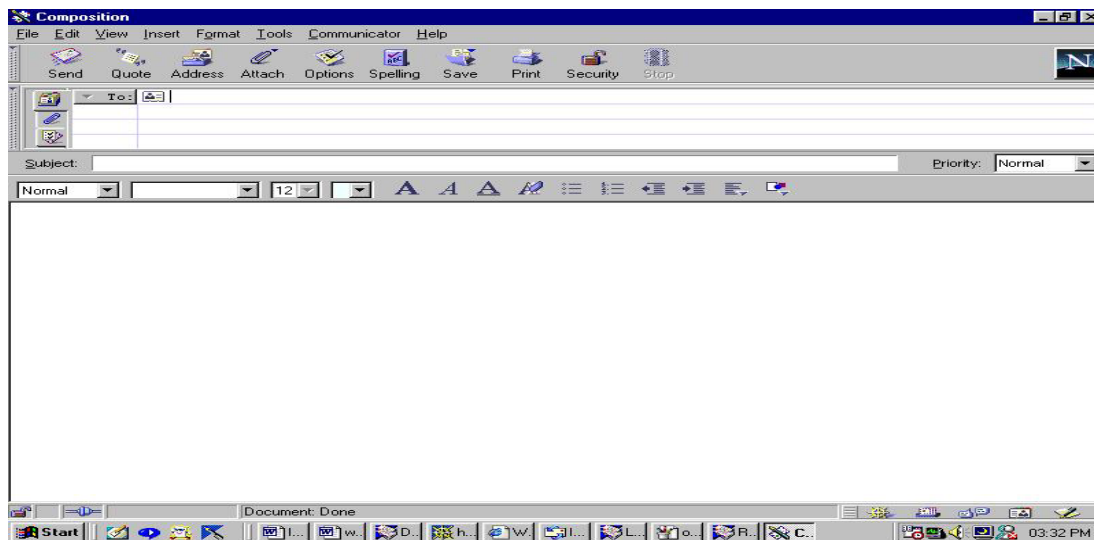 Composition
File Edit View Insert Format Tools Communicator Help
Send Quote Address Attach Options Spelling Save Print Security Stop
N
To:
Subject: Priority: Normal
Normal 12 A A A
Document: Done
Start I... w... D... h... W... I... L... o... R... C... 03:32 PM